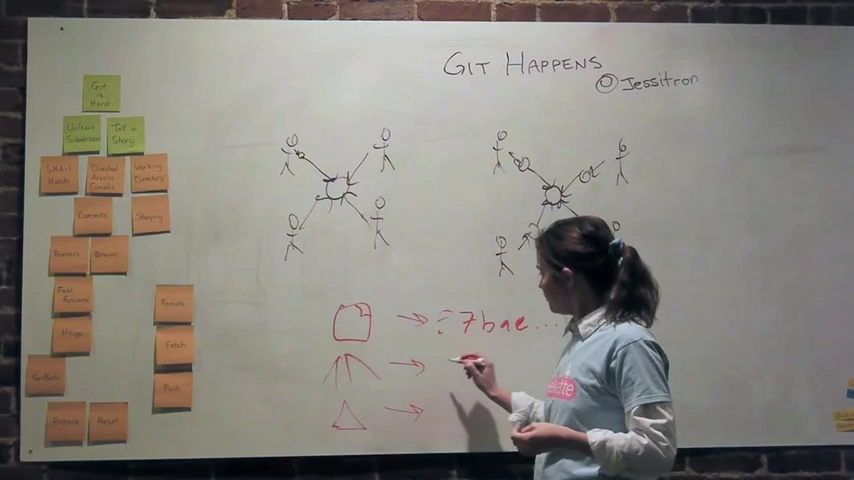 GIT HAPPENS
@Jessitron
Git is Hard
Unlearn Subversion
Tell a Story
SHA-1 Hash
Directed Acyclic Graphs
Working Directory
Commits
Staging
Pointers
Branch
Fast Forward
Remote
Merge
Fetch
Push
Rebase
Reset
7bae...